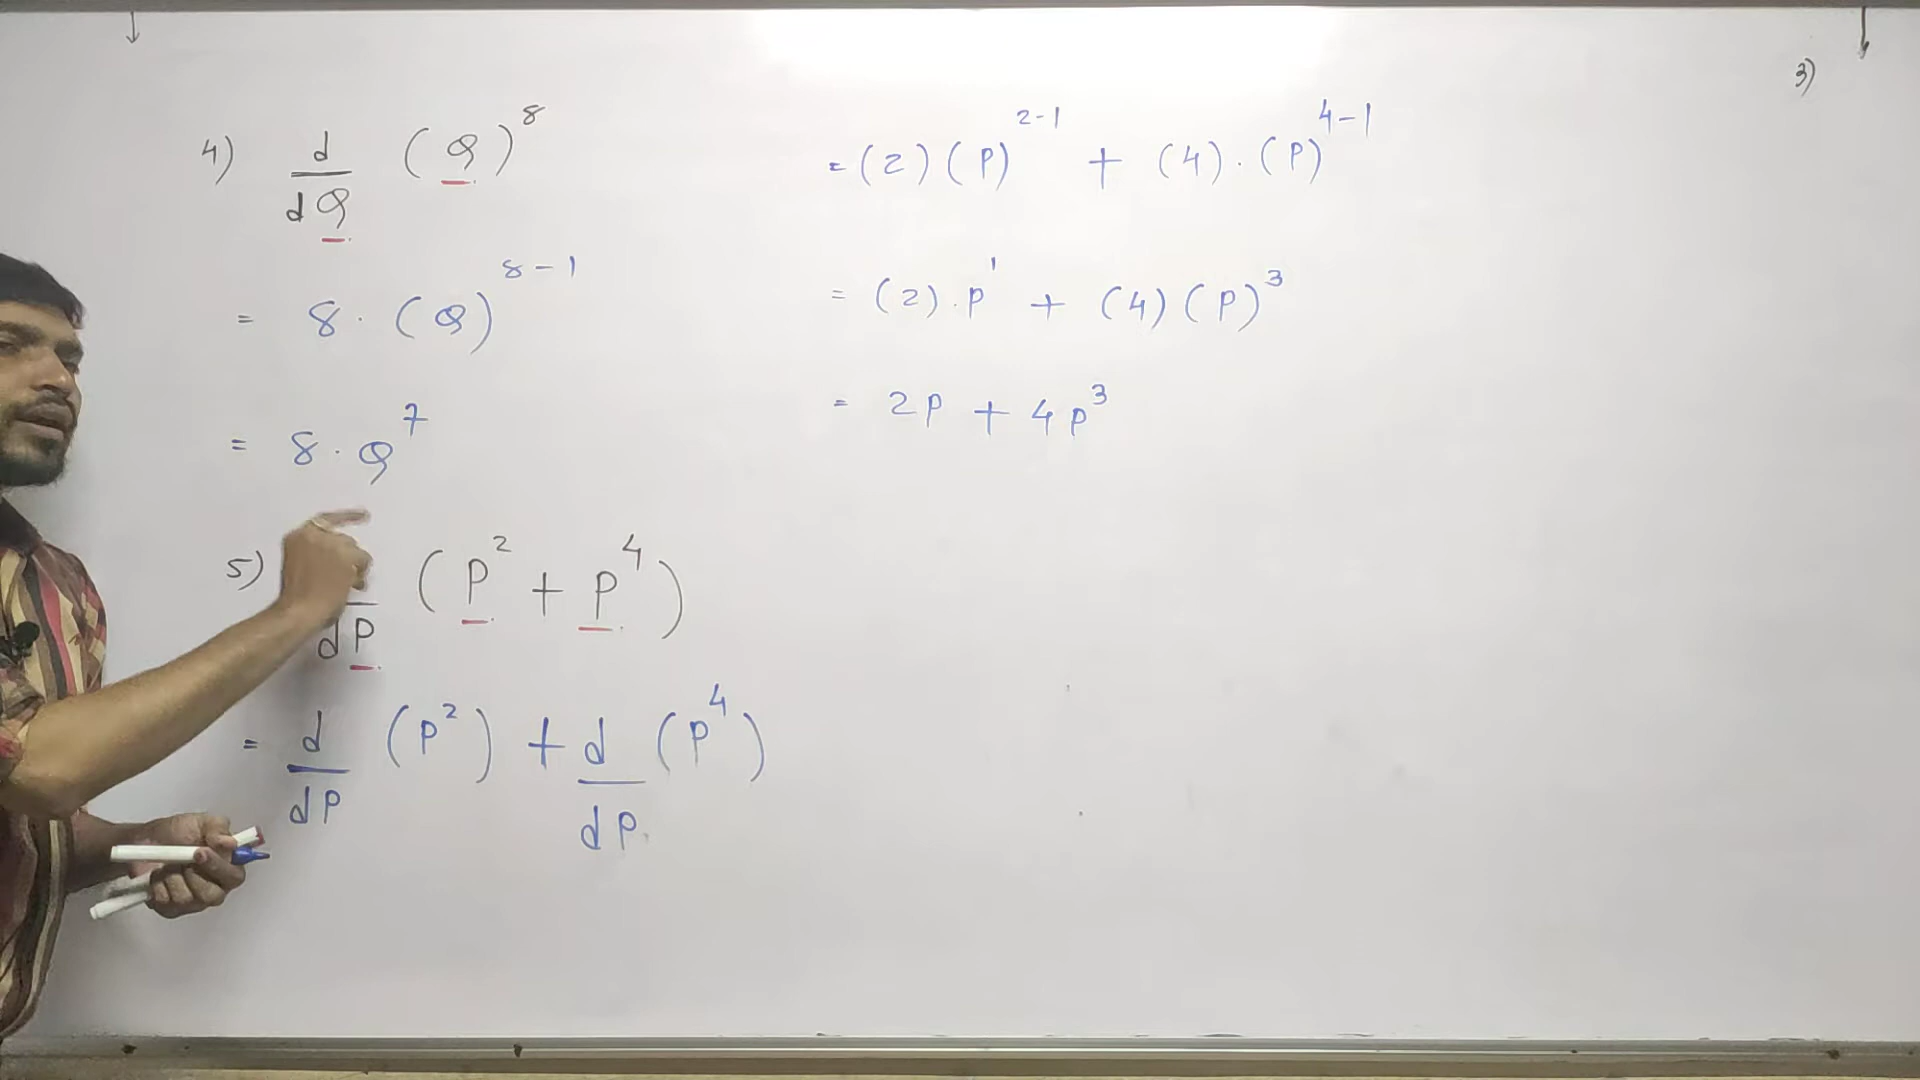 4) d/dQ (Q)^8
= 8 · (Q)^{8-1}
= 8 · Q^7
5) /dP (P^2 + P^4)
= d/dP (P^2) + d/dP (P^4)
= (2) (P)^{2-1} + (4) · (P)^{4-1}
= (2) · P^1 + (4) (P)^3
= 2P + 4P^3
3)